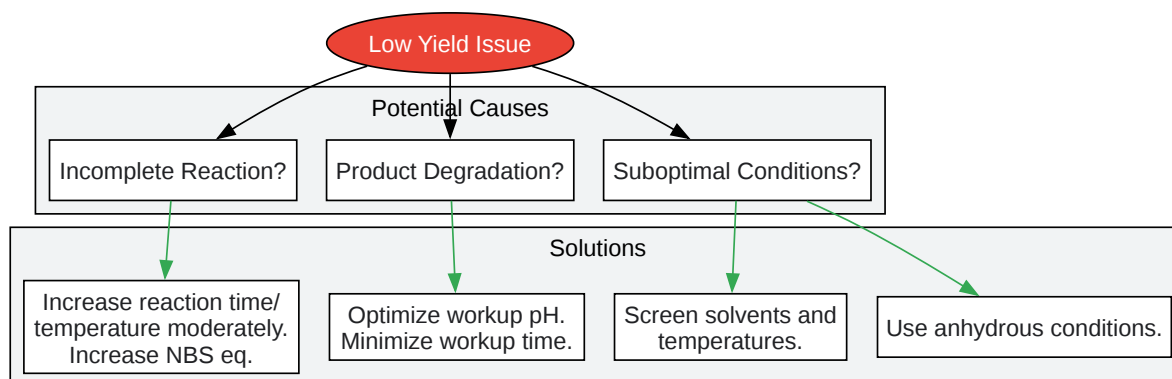 Low Yield Issue
Potential Causes
Incomplete Reaction?
Product Degradation?
Suboptimal Conditions?
Solutions
Increase reaction time/
temperature moderately.
Increase NBS eq.
Optimize workup pH.
Minimize workup time.
Screen solvents and
temperatures.
Use anhydrous conditions.